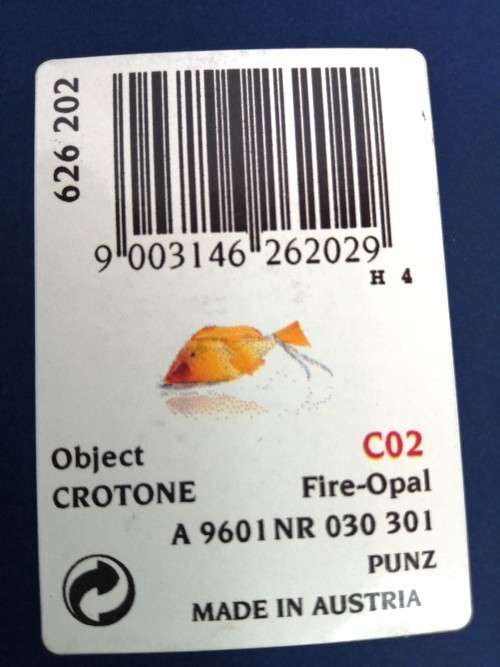 626 202
9 003146 262029
H 4
Object C02
CROTONE Fire-Opal
A 9601 NR 030 301
PUNZ
MADE IN AUSTRIA